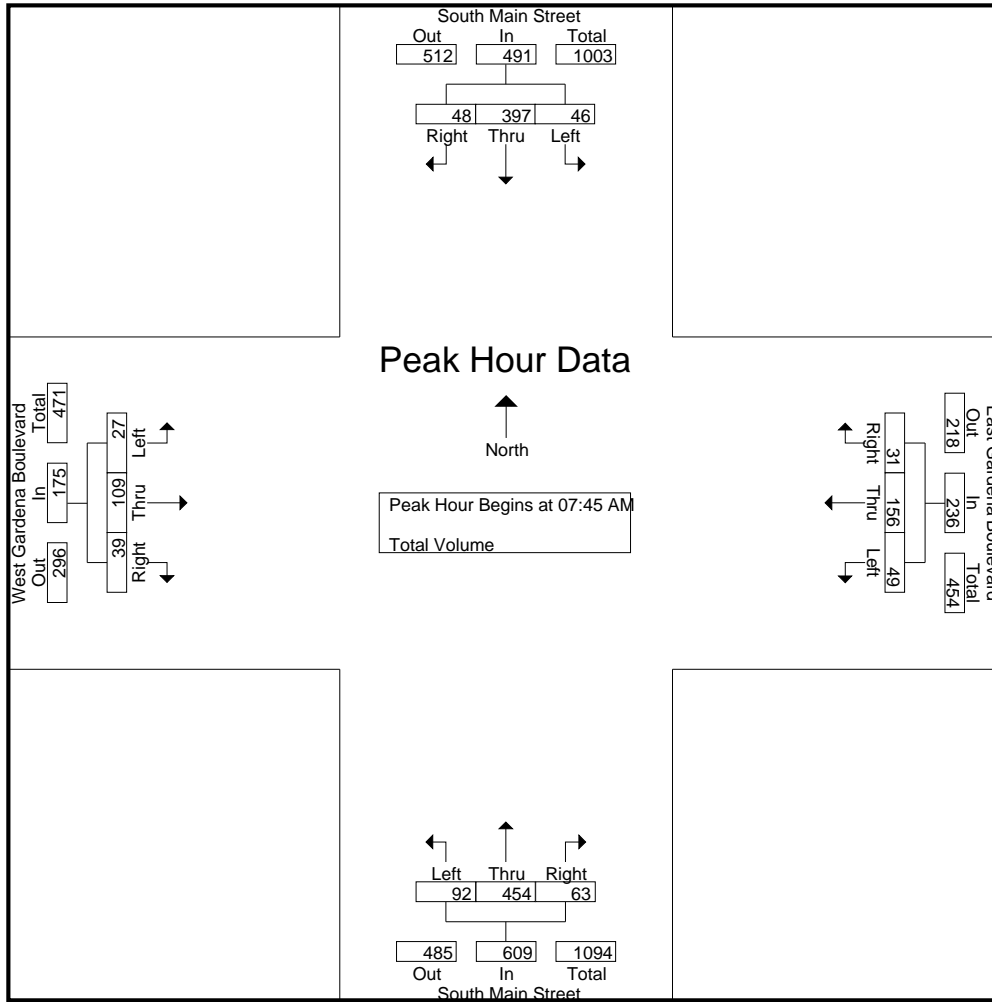 South Main Street
Out In Total
512 491 1003
48 397 46
Right Thru Left
Peak Hour Data
North
Peak Hour Begins at 07:45 AM
Total Volume
West Gardena Boulevard
Out In Total
296 175 471
27 109 39
Left Thru Right
East Gardena Boulevard
Out In Total
218 236 454
31 156 49
Right Thru Left
Left Thru Right
92 454 63
485 609 1094
Out In Total
South Main Street